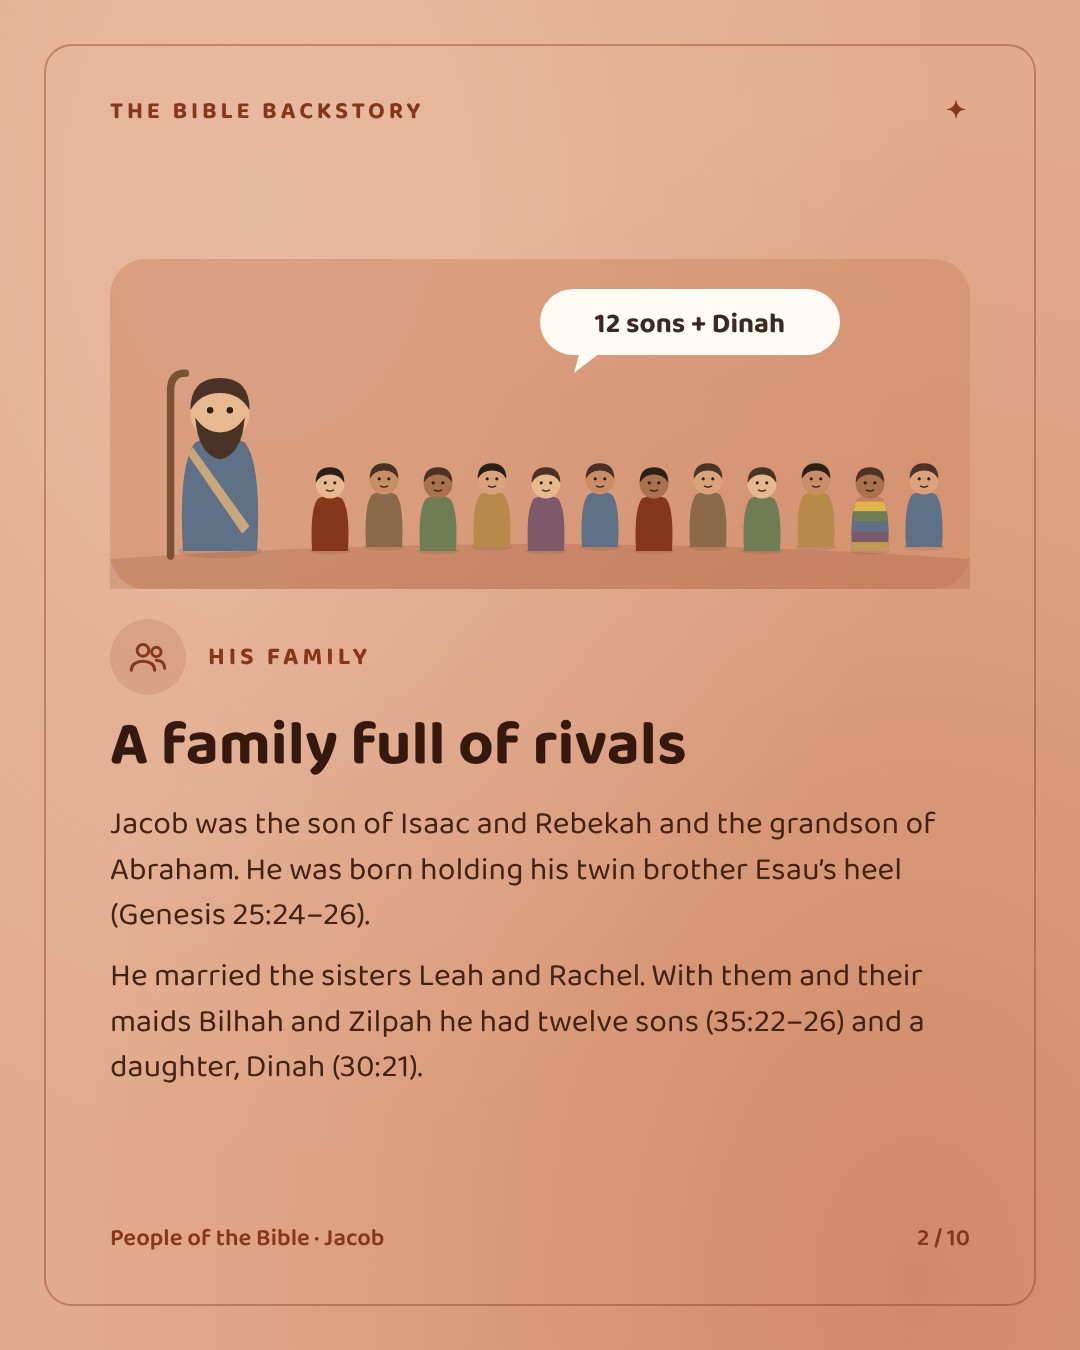 THE BIBLE BACKSTORY
12 sons + Dinah
HIS FAMILY
A family full of rivals
Jacob was the son of Isaac and Rebekah and the grandson of
Abraham. He was born holding his twin brother Esau’s heel
(Genesis 25:24–26).
He married the sisters Leah and Rachel. With them and their
maids Bilhah and Zilpah he had twelve sons (35:22–26) and a
daughter, Dinah (30:21).
People of the Bible · Jacob
2 / 10